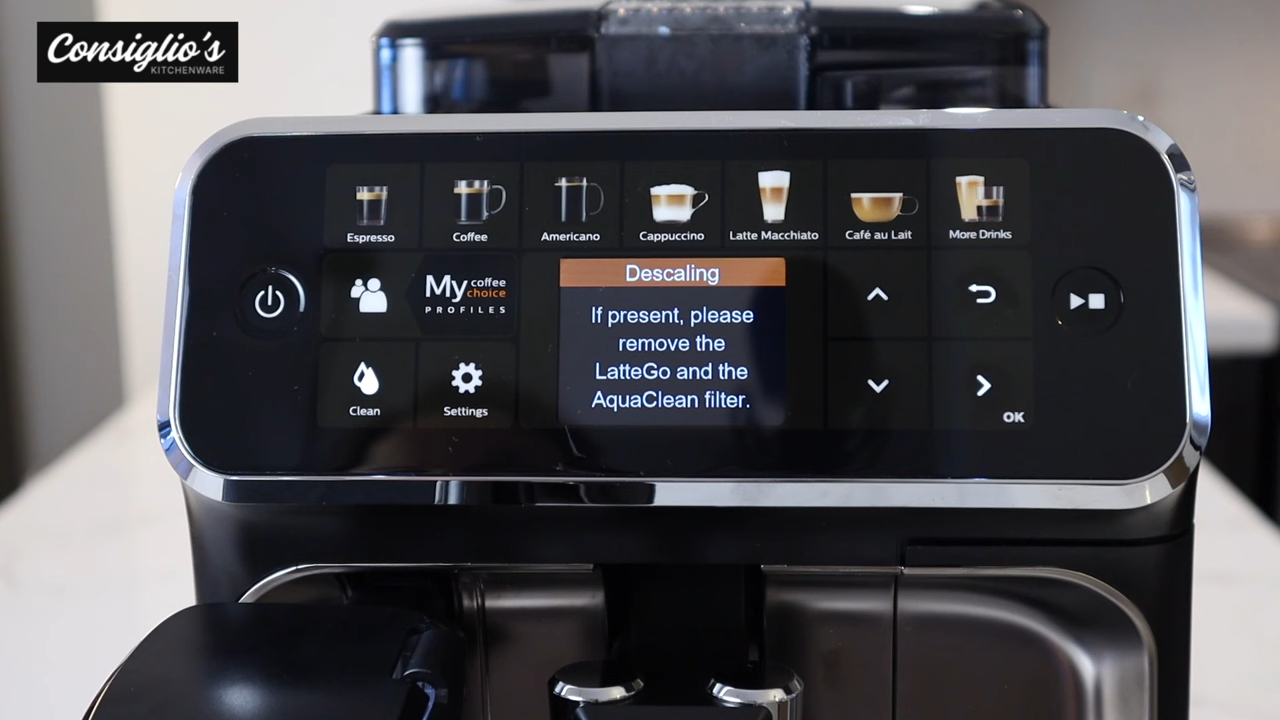 Consiglio's
KITCHENWARE
Espresso
Coffee
Americano
Cappuccino
Latte Macchiato
Café au Lait
More Drinks
My coffee choice
PROFILES
Descaling
If present, please
remove the
LatteGo and the
AquaClean filter.
Clean
Settings
OK